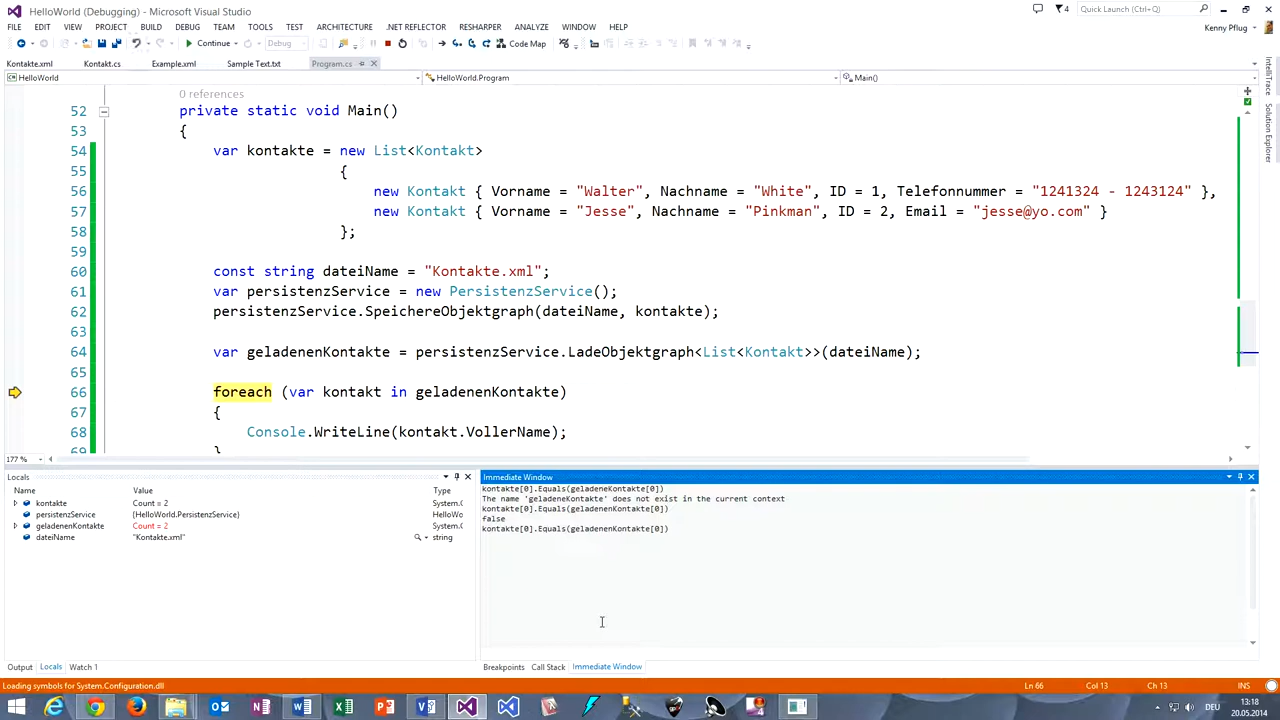 HelloWorld (Debugging) - Microsoft Visual Studio
4
Quick Launch (Ctrl+Q)
FILE EDIT VIEW PROJECT BUILD DEBUG TEAM TOOLS TEST ARCHITECTURE .NET REFLECTOR RESHARPER ANALYZE WINDOW HELP
Kenny Pflug
Continue
Debug
Code Map
Kontakte.xml Kontakt.cs Example.xml Sample Text.txt Program.cs
HelloWorld
HelloWorld.Program
Main()
IntelliTrace
Solution Explorer
0 references
52 private static void Main()
53 {
54 var kontakte = new List<Kontakt>
55 {
56 new Kontakt { Vorname = "Walter", Nachname = "White", ID = 1, Telefonnummer = "1241324 - 1243124" },
57 new Kontakt { Vorname = "Jesse", Nachname = "Pinkman", ID = 2, Email = "jesse@yo.com" }
58 };
59
60 const string dateiName = "Kontakte.xml";
61 var persistenzService = new PersistenzService();
62 persistenzService.SpeichereObjektgraph(dateiName, kontakte);
63
64 var geladenenKontakte = persistenzService.LadeObjektgraph<List<Kontakt>>(dateiName);
65
66 foreach (var kontakt in geladenenKontakte)
67 {
68 Console.WriteLine(kontakt.VollerName);
69 }
177 %
Locals
Name Value Type
kontakte Count = 2 System.(
persistenzService {HelloWorld.PersistenzService} HelloWo
geladenenKontakte Count = 2 System.(
dateiName "Kontakte.xml" string
Output Locals Watch 1
Immediate Window
kontakte[0].Equals(geladeneKontakte[0])
The name 'geladeneKontakte' does not exist in the current context
kontakte[0].Equals(geladenenKontakte[0])
false
kontakte[0].Equals(geladenenKontakte[0])
Breakpoints Call Stack Immediate Window
Loading symbols for System.Configuration.dll
Ln 66 Col 13 Ch 13 INS
DEU
13:18
20.05.2014